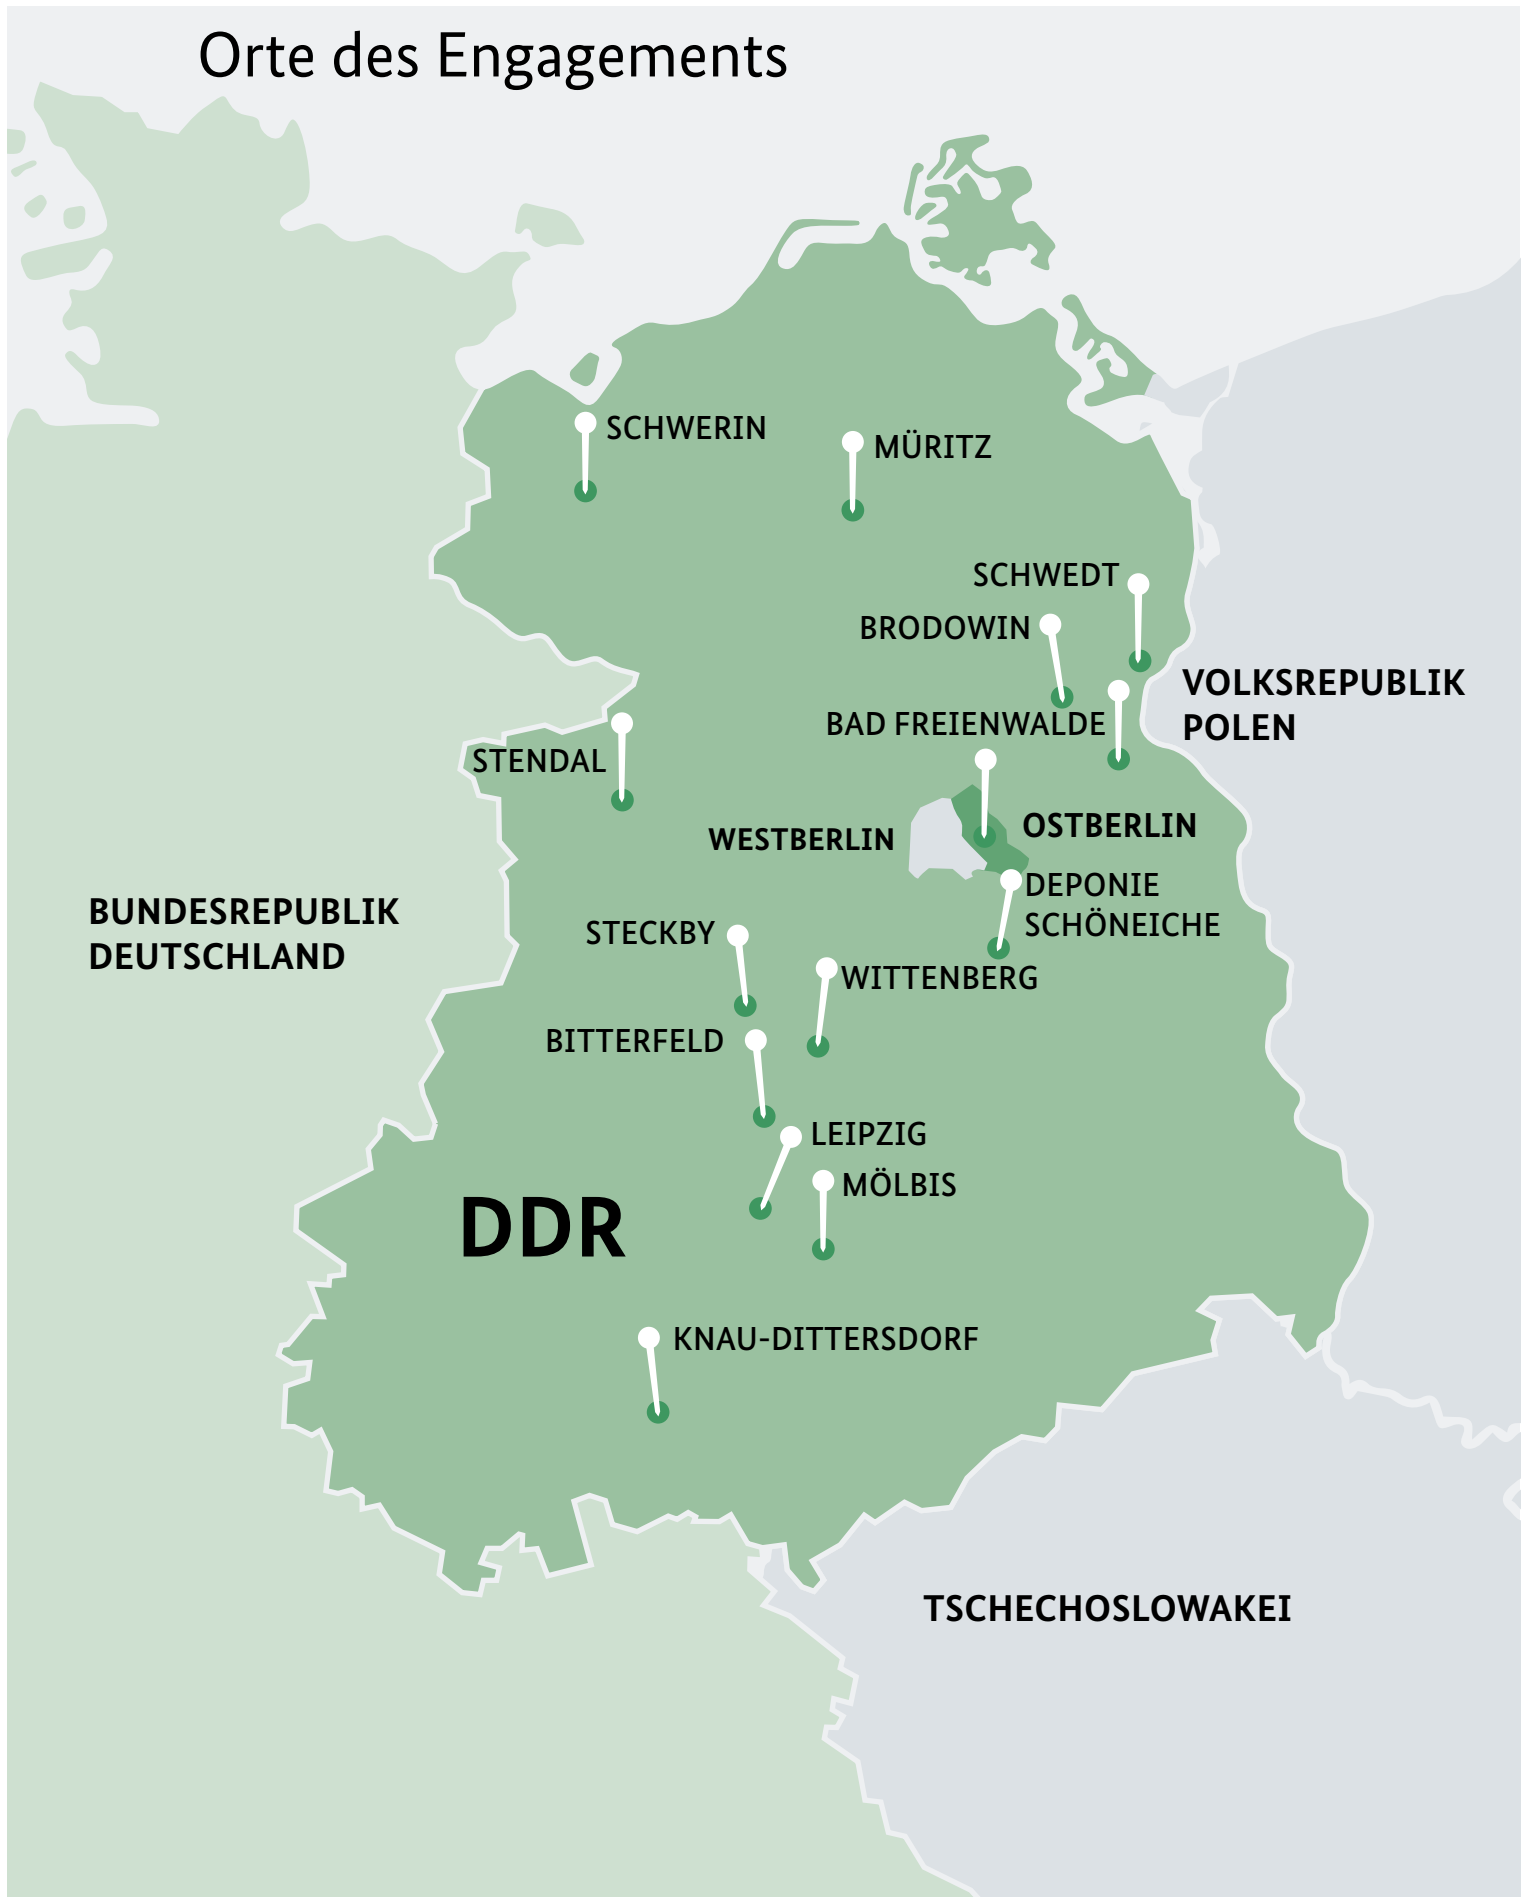 Orte des Engagements
SCHWERIN
MÜRITZ
SCHWEDT
BRODOWIN
VOLKSREPUBLIK
POLEN
BAD FREIENWALDE
STENDAL
WESTBERLIN
OSTBERLIN
DEPONIE
SCHÖNEICHE
BUNDESREPUBLIK
DEUTSCHLAND
STECKBY
WITTENBERG
BITTERFELD
LEIPZIG
MÖLBIS
DDR
KNAU-DITTERSDORF
TSCHECHOSLOWAKEI